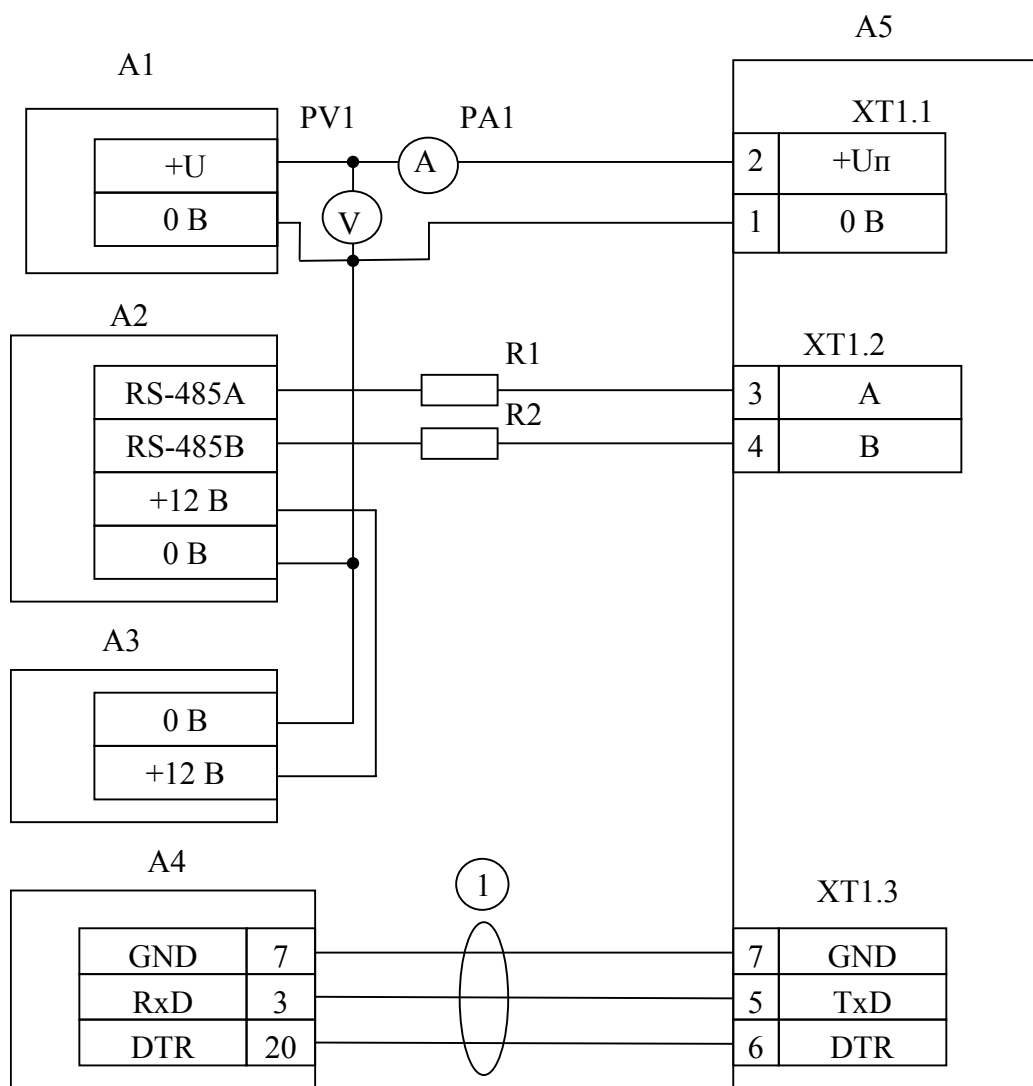 A5
A1
PV1 PA1 XT1.1
+U A 2 +Uп
0 В V 1 0 В
A2
R1 XT1.2
RS-485A 3 A
R2
RS-485B 4 B
+12 В
0 В
A3
0 В
+12 В
A4
1 XT1.3
GND 7 7 GND
RxD 3 5 TxD
DTR 20 6 DTR